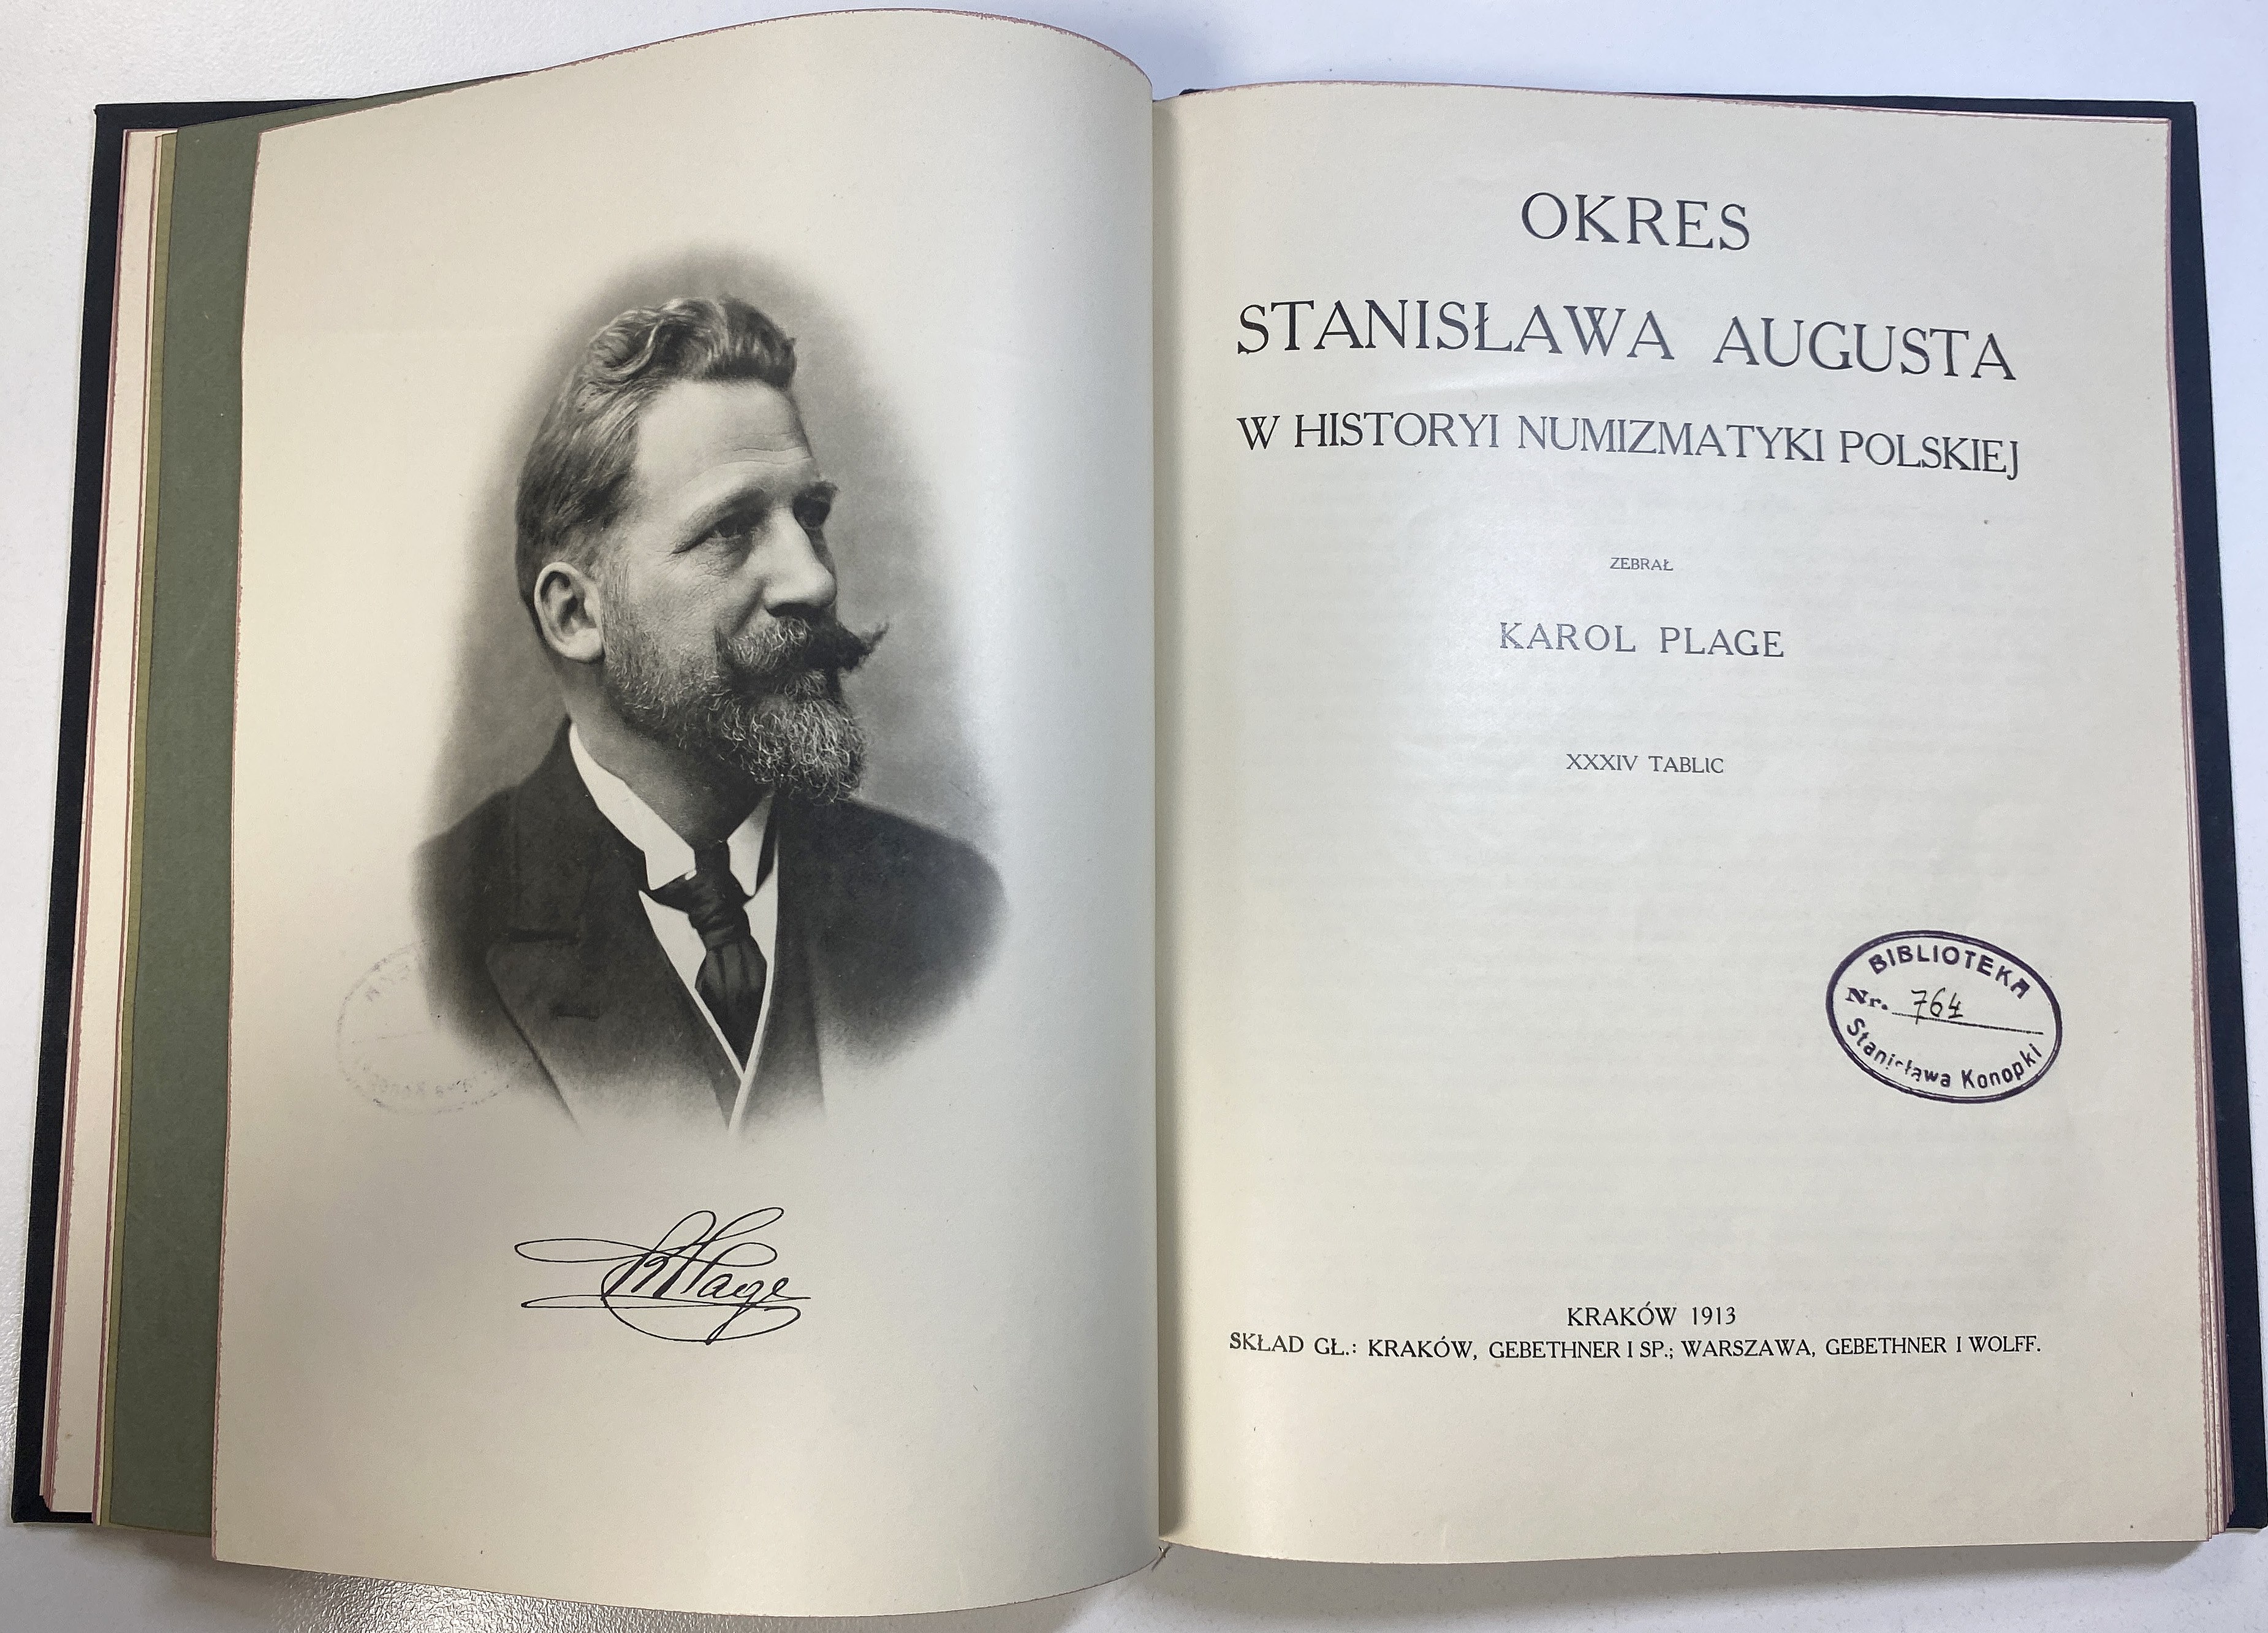 K Plage
OKRES
STANISŁAWA AUGUSTA
W HISTORYI NUMIZMATYKI POLSKIEJ
ZEBRAŁ
KAROL PLAGE
XXXIV TABLIC
BIBLIOTEKA
Nr. 764
Stanisława Konopki
KRAKÓW 1913
SKŁAD GŁ.: KRAKÓW, GEBETHNER I SP.; WARSZAWA, GEBETHNER I WOLFF.